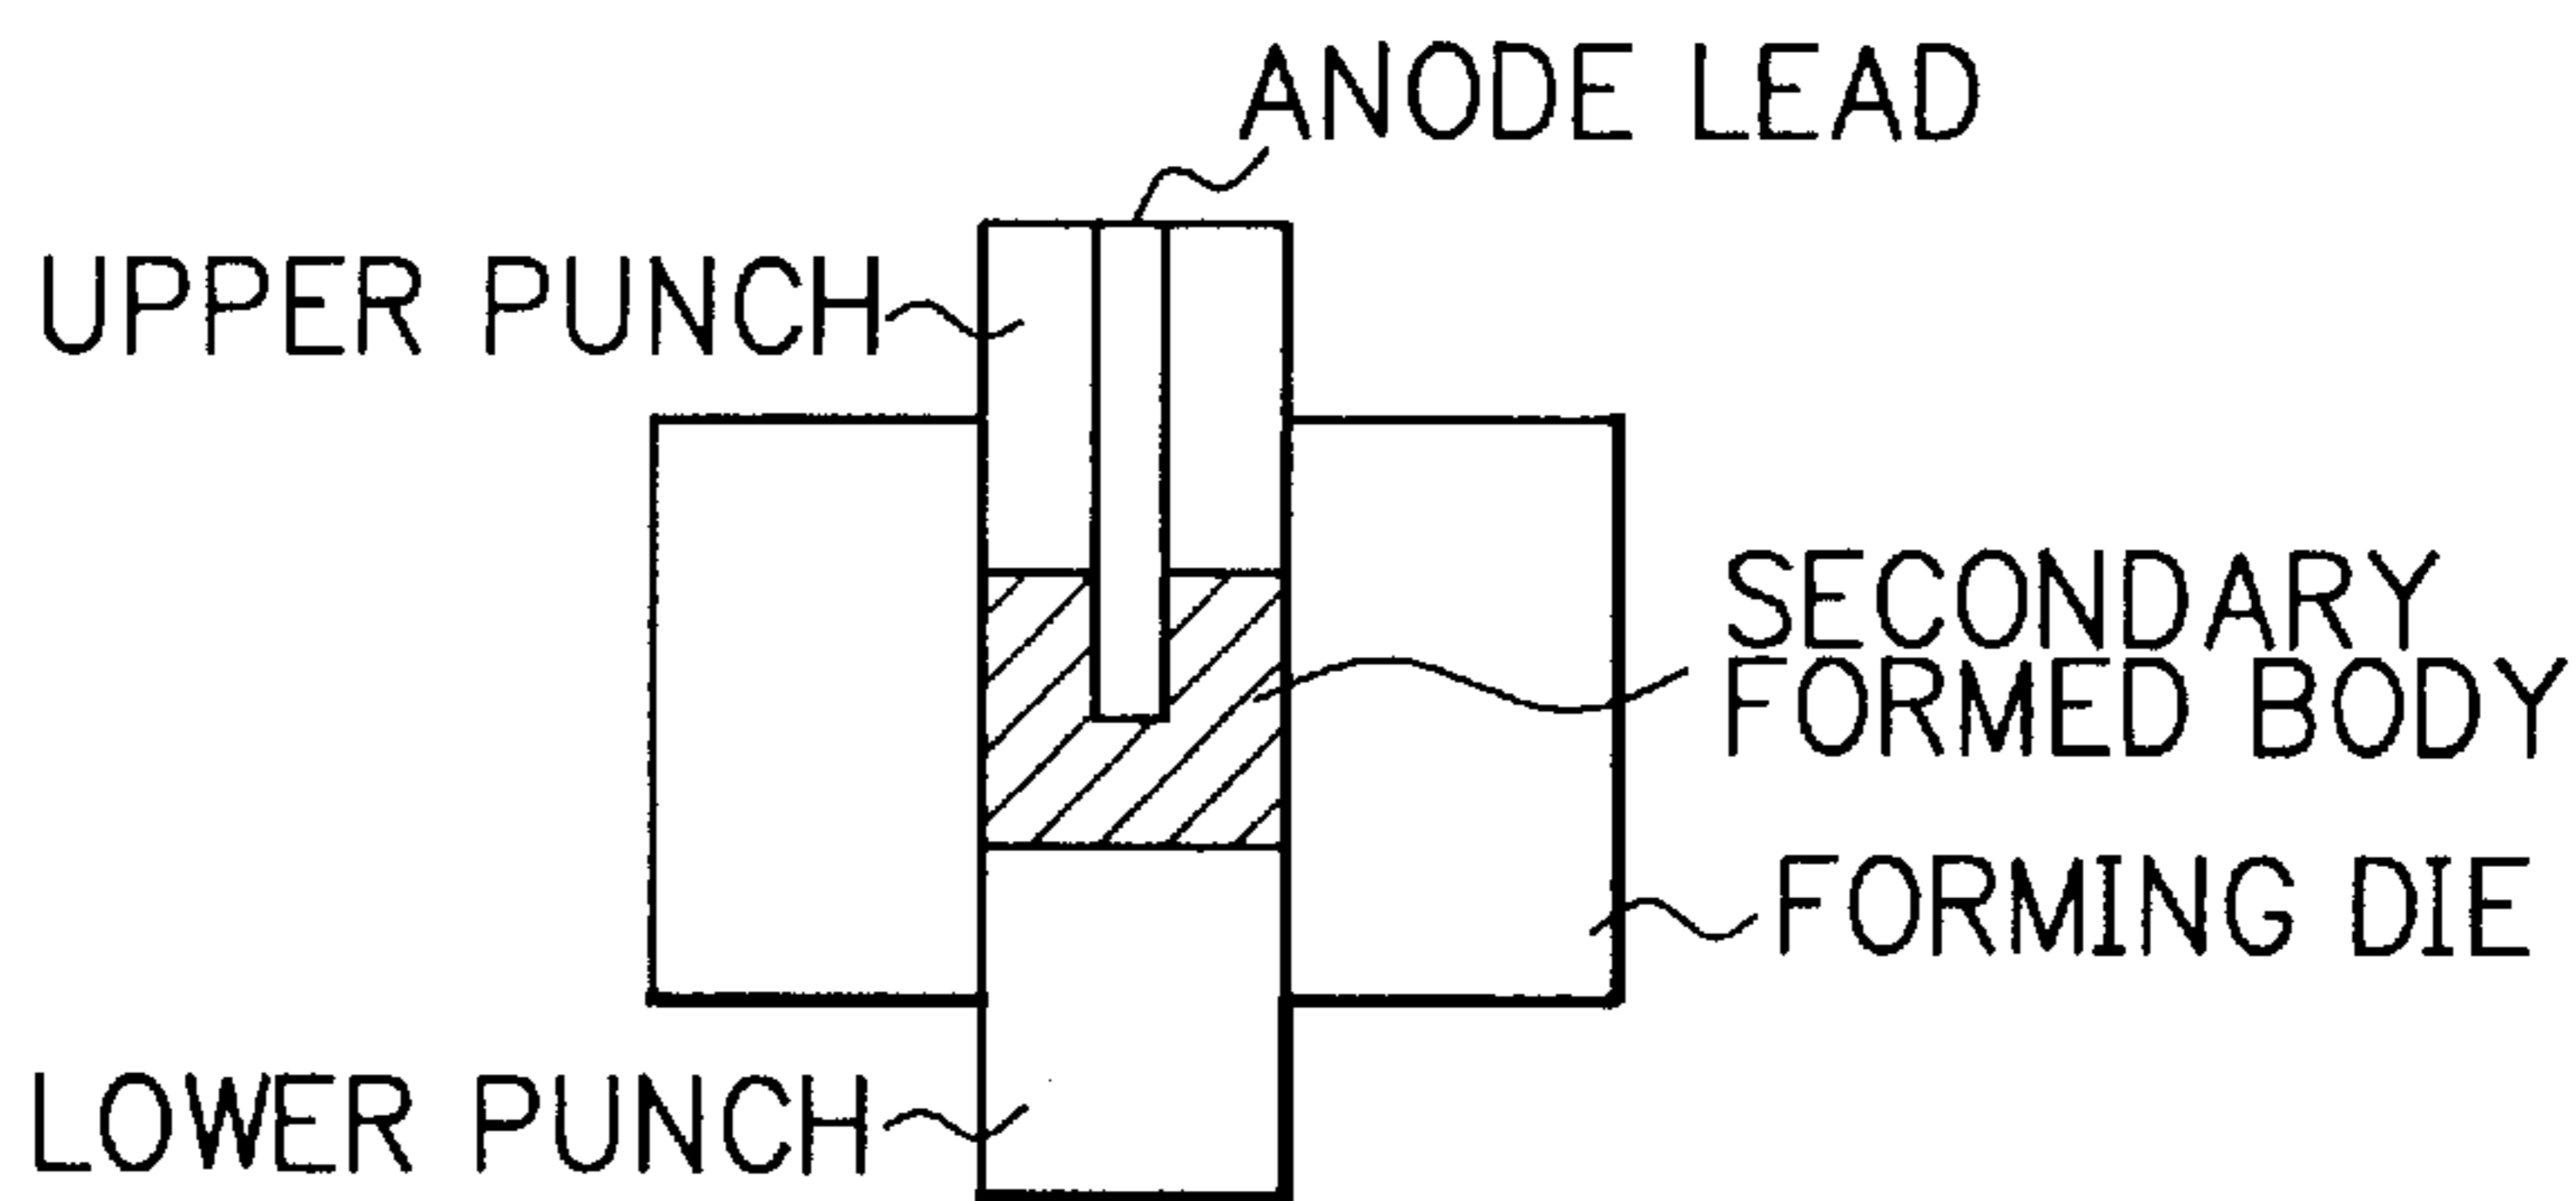 ANODE LEAD
UPPER PUNCH
SECONDARY
FORMED BODY
FORMING DIE
LOWER PUNCH